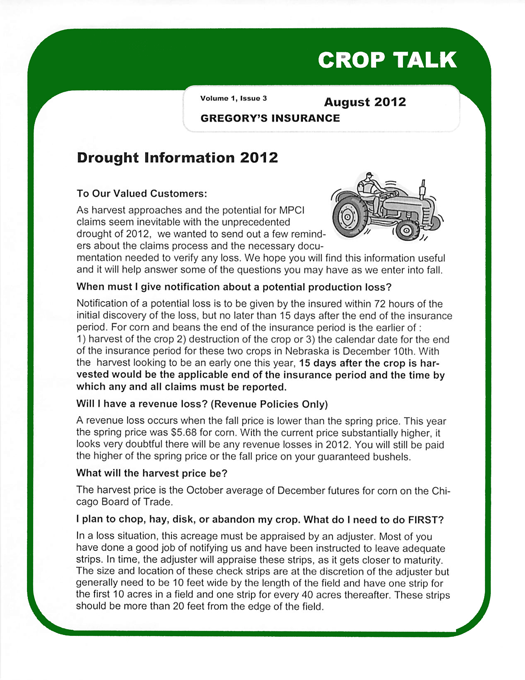 CROP TALK
Volume 1, Issue 3
August 2012
GREGORY'S INSURANCE
Drought Information 2012
To Our Valued Customers:
As harvest approaches and the potential for MPCI
claims seem inevitable with the unprecedented
drought of 2012,  we wanted to send out a few remind-
ers about the claims process and the necessary docu-
mentation needed to verify any loss. We hope you will find this information useful
and it will help answer some of the questions you may have as we enter into fall.
When must I give notification about a potential production loss?
Notification of a potential loss is to be given by the insured within 72 hours of the
initial discovery of the loss, but no later than 15 days after the end of the insurance
period. For corn and beans the end of the insurance period is the earlier of :
1) harvest of the crop 2) destruction of the crop or 3) the calendar date for the end
of the insurance period for these two crops in Nebraska is December 10th. With
the  harvest looking to be an early one this year, 15 days after the crop is har-
vested would be the applicable end of the insurance period and the time by
which any and all claims must be reported.
Will I have a revenue loss? (Revenue Policies Only)
A revenue loss occurs when the fall price is lower than the spring price. This year
the spring price was $5.68 for corn. With the current price substantially higher, it
looks very doubtful there will be any revenue losses in 2012. You will still be paid
the higher of the spring price or the fall price on your guaranteed bushels.
What will the harvest price be?
The harvest price is the October average of December futures for corn on the Chi-
cago Board of Trade.
I plan to chop, hay, disk, or abandon my crop. What do I need to do FIRST?
In a loss situation, this acreage must be appraised by an adjuster. Most of you
have done a good job of notifying us and have been instructed to leave adequate
strips. In time, the adjuster will appraise these strips, as it gets closer to maturity.
The size and location of these check strips are at the discretion of the adjuster but
generally need to be 10 feet wide by the length of the field and have one strip for
the first 10 acres in a field and one strip for every 40 acres thereafter. These strips
should be more than 20 feet from the edge of the field.